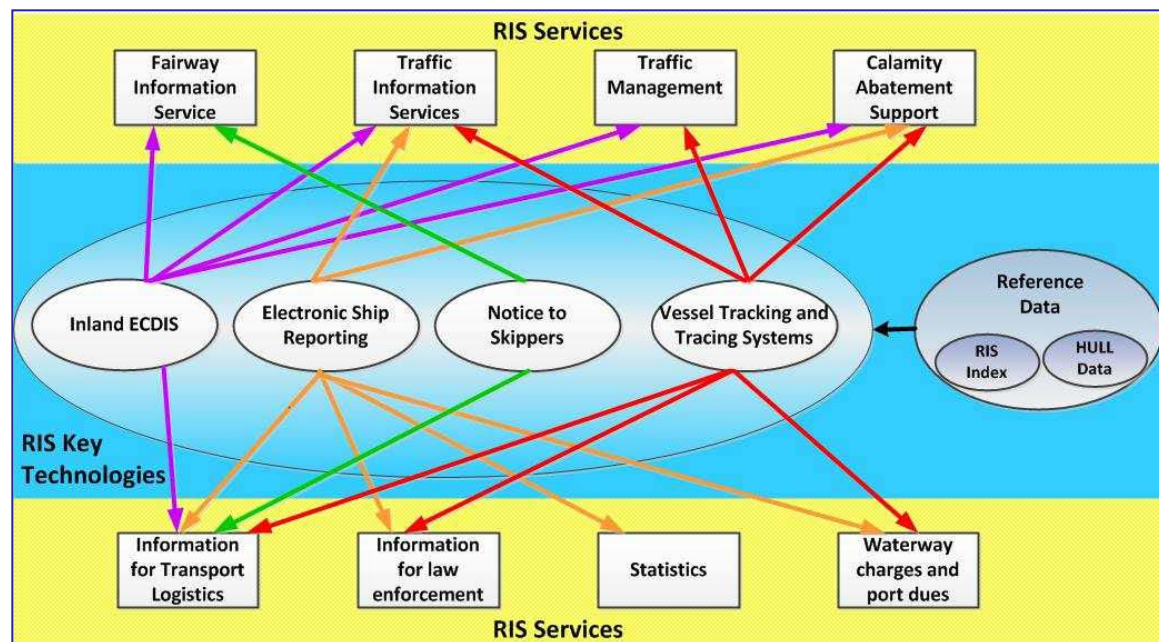 RIS Services
Fairway
Information
Service
Traffic
Information
Services
Traffic
Management
Calamity
Abatement
Support
Inland ECDIS
Electronic Ship
Reporting
Notice to
Skippers
Vessel Tracking and
Tracing Systems
Reference
Data
RIS
Index
HULL
Data
RIS Key
Technologies
Information
for Transport
Logistics
Information
for law
enforcement
Statistics
Waterway
charges and
port dues
RIS Services